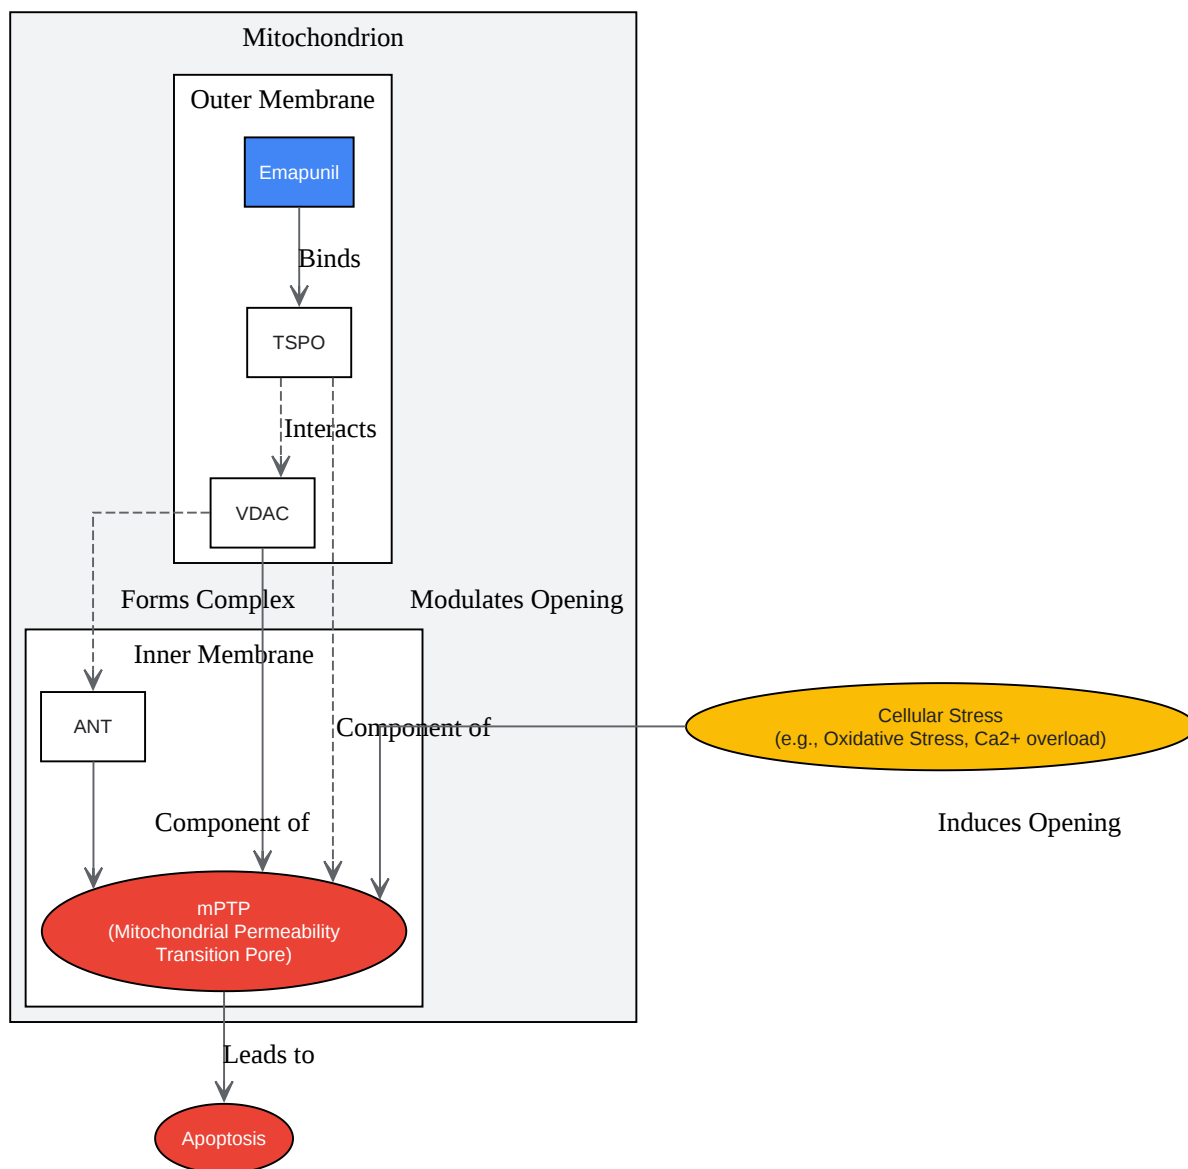 Mitochondrion
Outer Membrane
Emapunil
Binds
TSPO
Interacts
VDAC
Forms Complex
Modulates Opening
Inner Membrane
ANT
Component of
Cellular Stress
(e.g., Oxidative Stress, Ca2+ overload)
Component of
Induces Opening
mPTP
(Mitochondrial Permeability
Transition Pore)
Leads to
Apoptosis